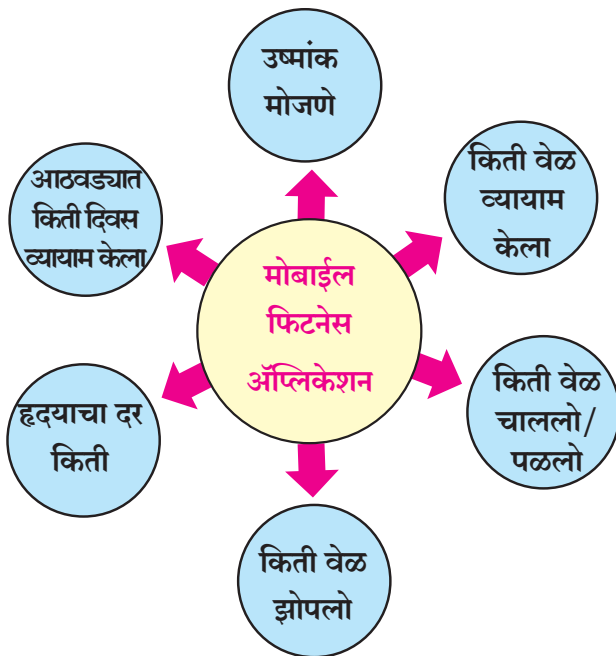 उष्मांक
मोजणे
आठवड्यात
किती दिवस
व्यायाम केला
किती वेळ
व्यायाम
केला
मोबाईल
फिटनेस
ॲप्लिकेशन
हृदयाचा दर
किती
किती वेळ
चाललो/
पळलो
किती वेळ
झोपलो